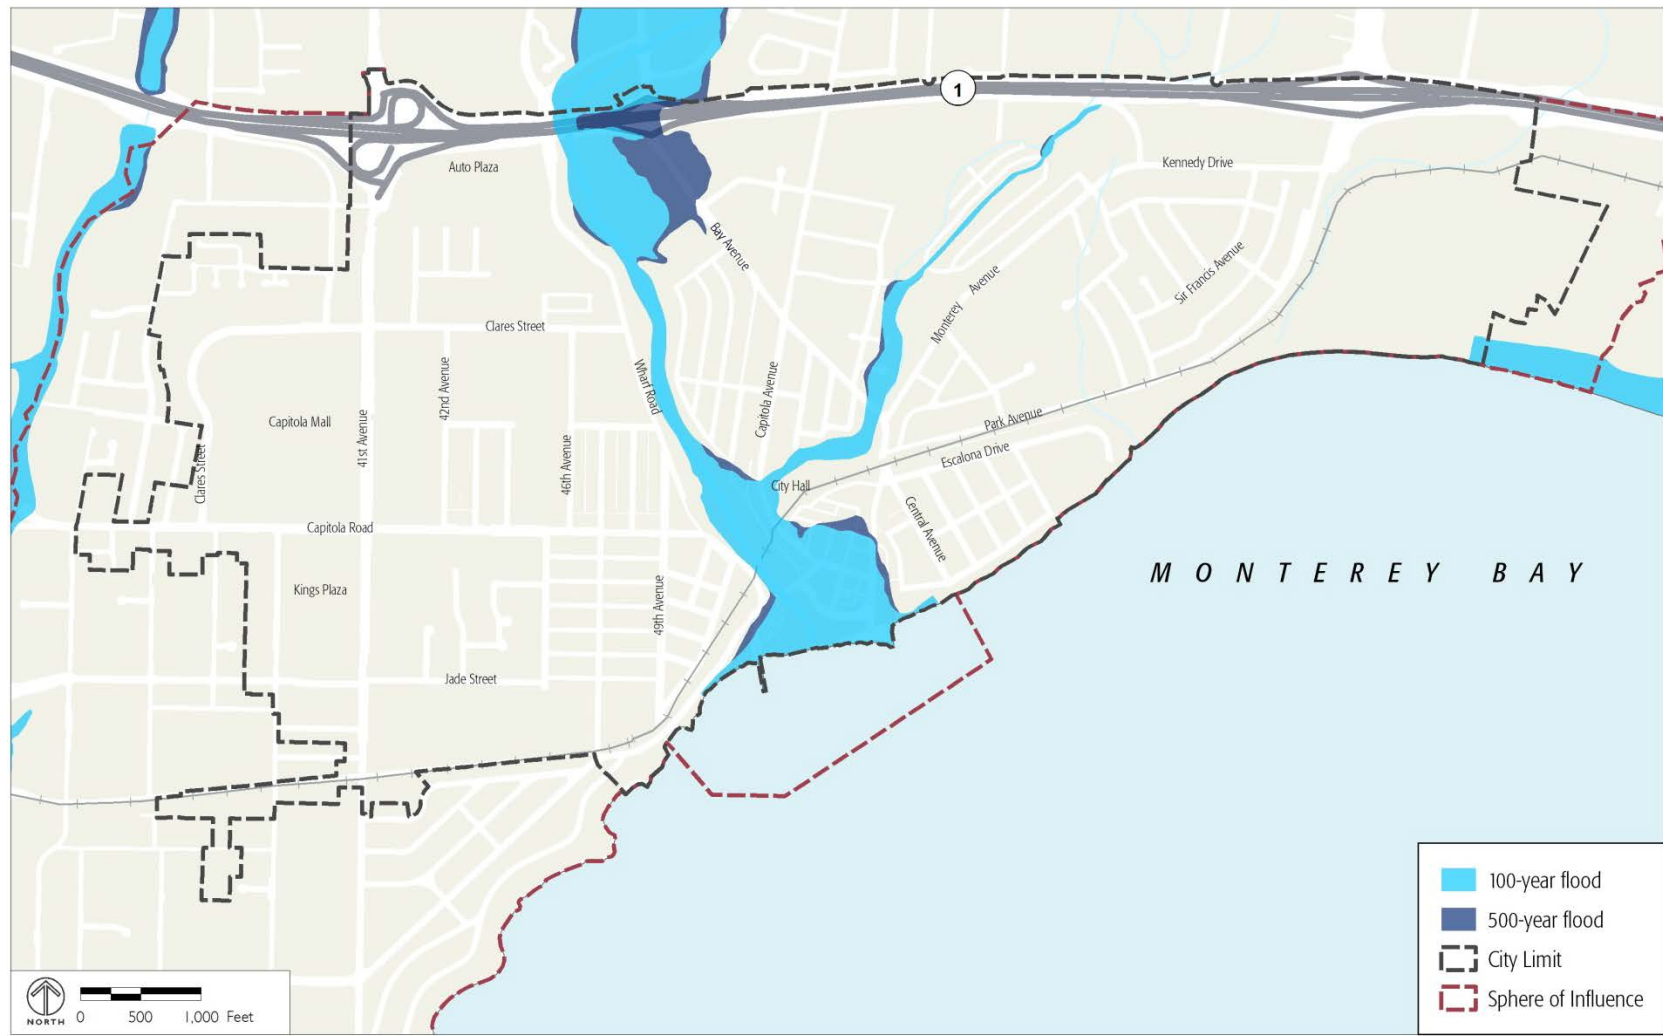 1
Auto Plaza
Kennedy Drive
Bay Avenue
Sir Francis Avenue
Monterey Avenue
Clares Street
Wharf Road
42nd Avenue
Capitola Avenue
Capitola Mall
41st Avenue
Park Avenue
Escalona Drive
46th Avenue
Clares Street
City Hall
Central Avenue
Capitola Road
MONTEREY BAY
Kings Plaza
49th Avenue
Jade Street
100-year flood
500-year flood
City Limit
Sphere of Influence
NORTH
0 500 1,000 Feet